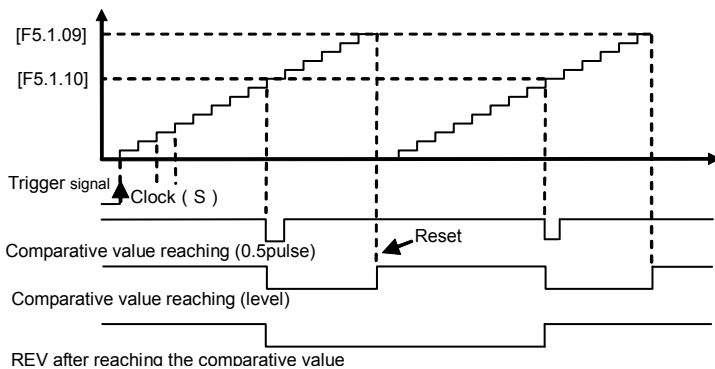 [F5.1.09]
[F5.1.10]
Trigger signal
Clock ( S )
Reset
Comparative value reaching (0.5pulse)
Comparative value reaching (level)
REV after reaching the comparative value